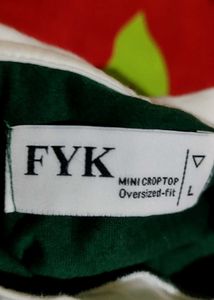 FYK
MINI CROP TOP
Oversized-fit
L